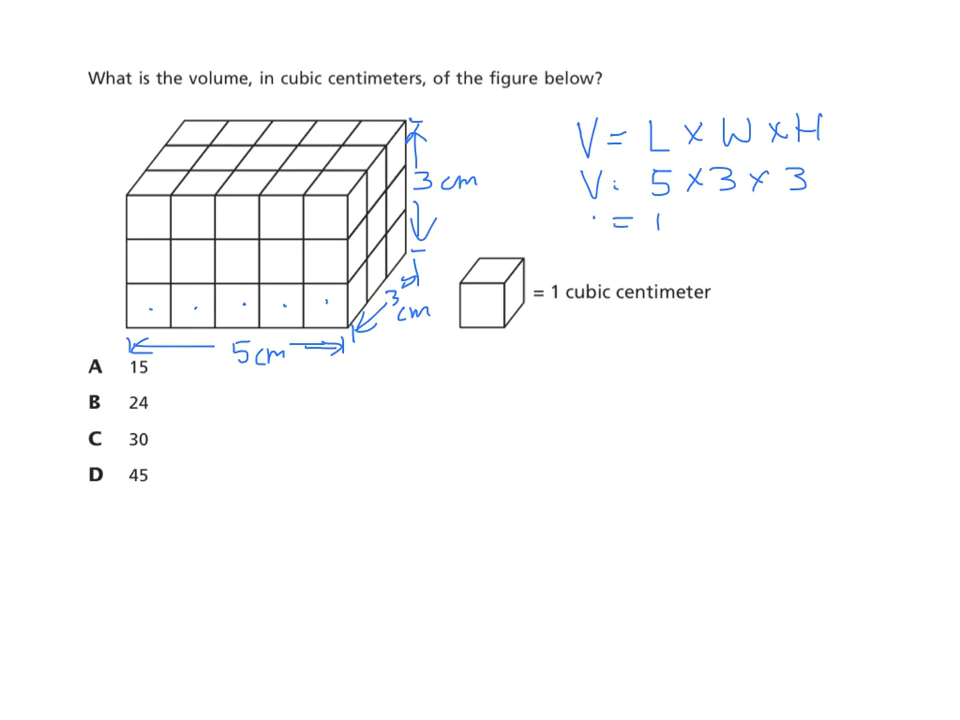 What is the volume, in cubic centimeters, of the figure below?
V = L x W x H
3 cm
V: 5 x 3 x 3
= 1
= 1 cubic centimeter
3
cm
5 cm
A 15
B 24
C 30
D 45